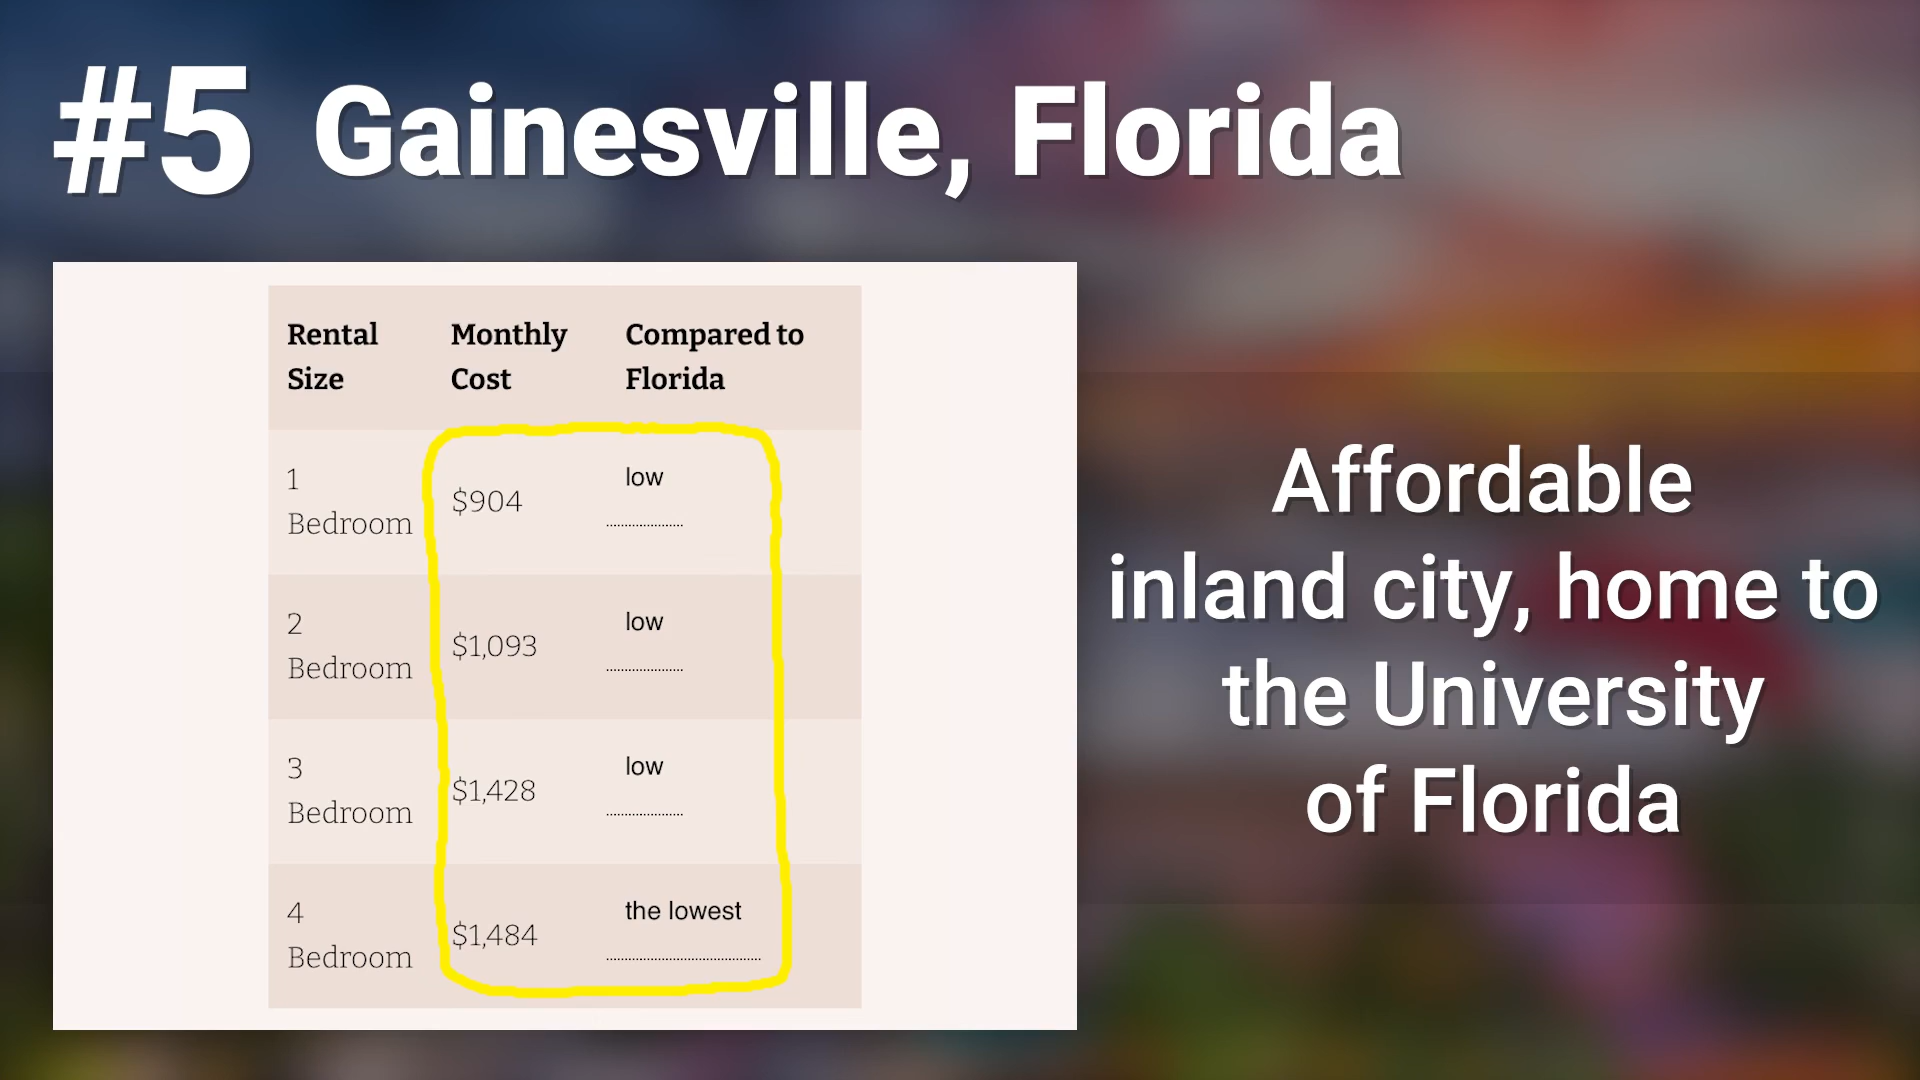 #5 Gainesville, Florida
Rental Size
Monthly Cost
Compared to Florida
1 Bedroom
$904
low
2 Bedroom
$1,093
low
3 Bedroom
$1,428
low
4 Bedroom
$1,484
the lowest
Affordable
inland city, home to
the University
of Florida